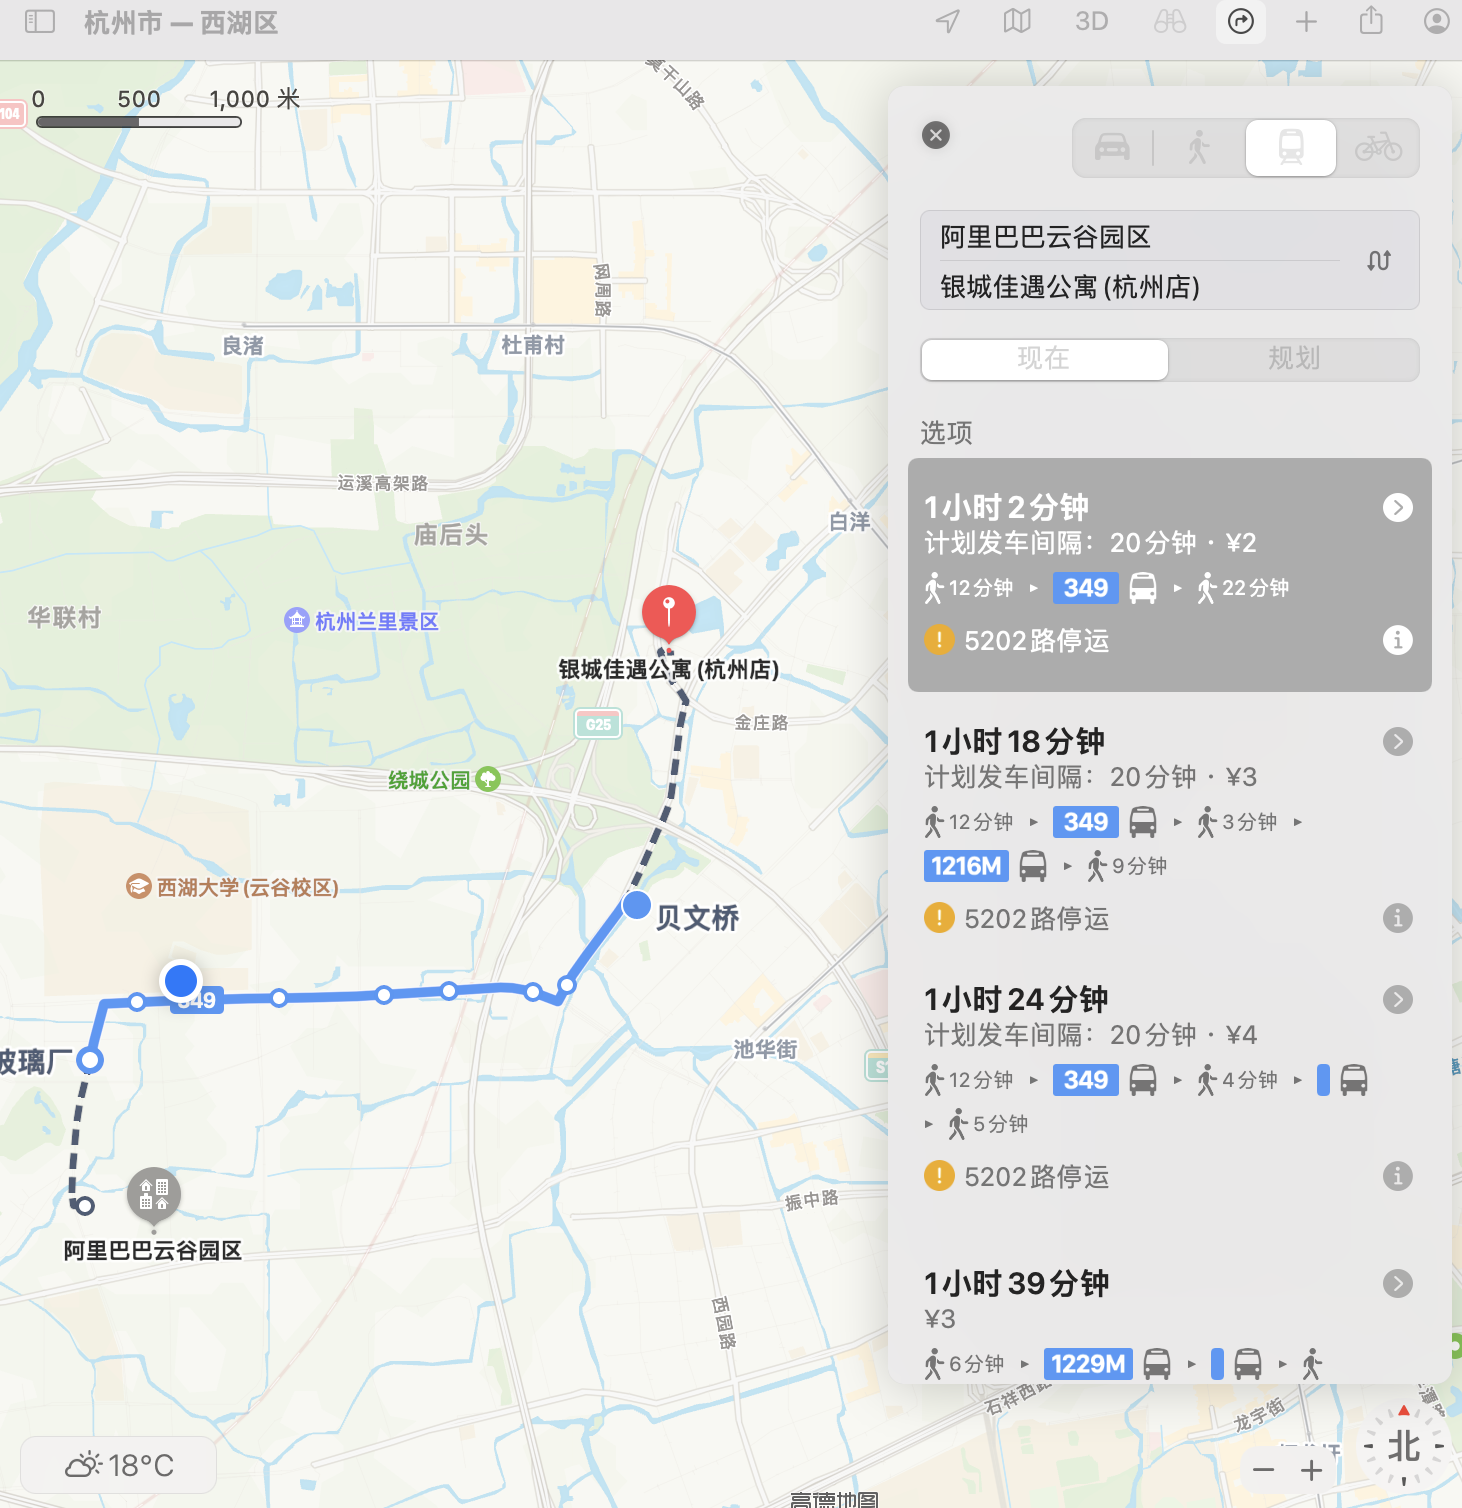 杭州市 — 西湖区
3D
0 500 1,000 米
104
莫干山路
网周路
良渚
杜甫村
运溪高架路
庙后头
白洋
华联村
杭州兰里景区
银城佳遇公寓(杭州店)
G25
金庄路
绕城公园
西湖大学(云谷校区)
贝文桥
349
玻璃厂
池华街
阿里巴巴云谷园区
振中路
西园路
石祥西路
龙宇街
北
18°C
高德地图
阿里巴巴云谷园区
银城佳遇公寓(杭州店)
现在 规划
选项
1小时2分钟
计划发车间隔：20分钟 · ¥2
12分钟 ▸ 349 ▸ 22分钟
5202路停运
1小时18分钟
计划发车间隔：20分钟 · ¥3
12分钟 ▸ 349 ▸ 3分钟 ▸
1216M ▸ 9分钟
5202路停运
1小时24分钟
计划发车间隔：20分钟 · ¥4
12分钟 ▸ 349 ▸ 4分钟 ▸
▸ 5分钟
5202路停运
1小时39分钟
¥3
6分钟 ▸ 1229M ▸ ▸